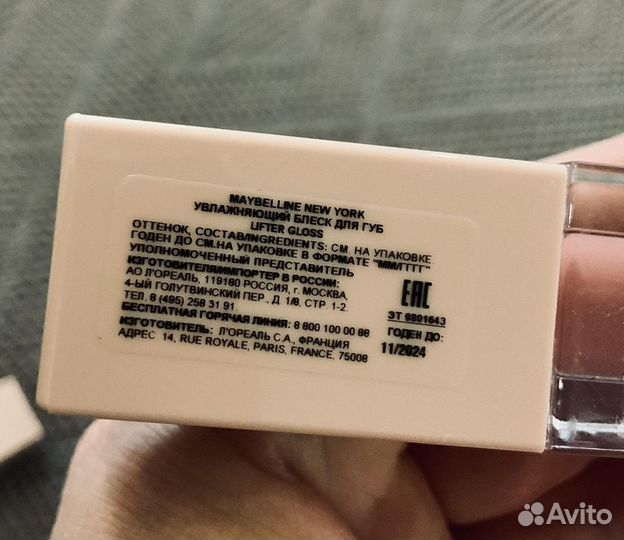 MAYBELLINE NEW YORK
УВЛАЖНЯЮЩИЙ БЛЕСК ДЛЯ ГУБ
LIFTER GLOSS
ОТТЕНОК, СОСТАВ/INGREDIENTS: СМ. НА УПАКОВКЕ
ГОДЕН ДО СМ.НА УПАКОВКЕ В ФОРМАТЕ "ММ/ГГГГ"
УПОЛНОМОЧЕННЫЙ ПРЕДСТАВИТЕЛЬ
ИЗГОТОВИТЕЛЯ/ИМПОРТЕР В РОССИИ:
АО Л'ОРЕАЛЬ, 119180 РОССИЯ, г. МОСКВА,
4-ЫЙ ГОЛУТВИНСКИЙ ПЕР., Д. 1/8, СТР. 1-2.
ТЕЛ. 8 (495) 258 31 91
БЕСПЛАТНАЯ ГОРЯЧАЯ ЛИНИЯ: 8 800 100 00 88
ИЗГОТОВИТЕЛЬ: Л'ОРЕАЛЬ С.А., ФРАНЦИЯ
АДРЕС: 14, RUE ROYALE, PARIS, FRANCE, 75008
EAC
ЭТ 9801643
ГОДЕН ДО:
11/2024
Avito